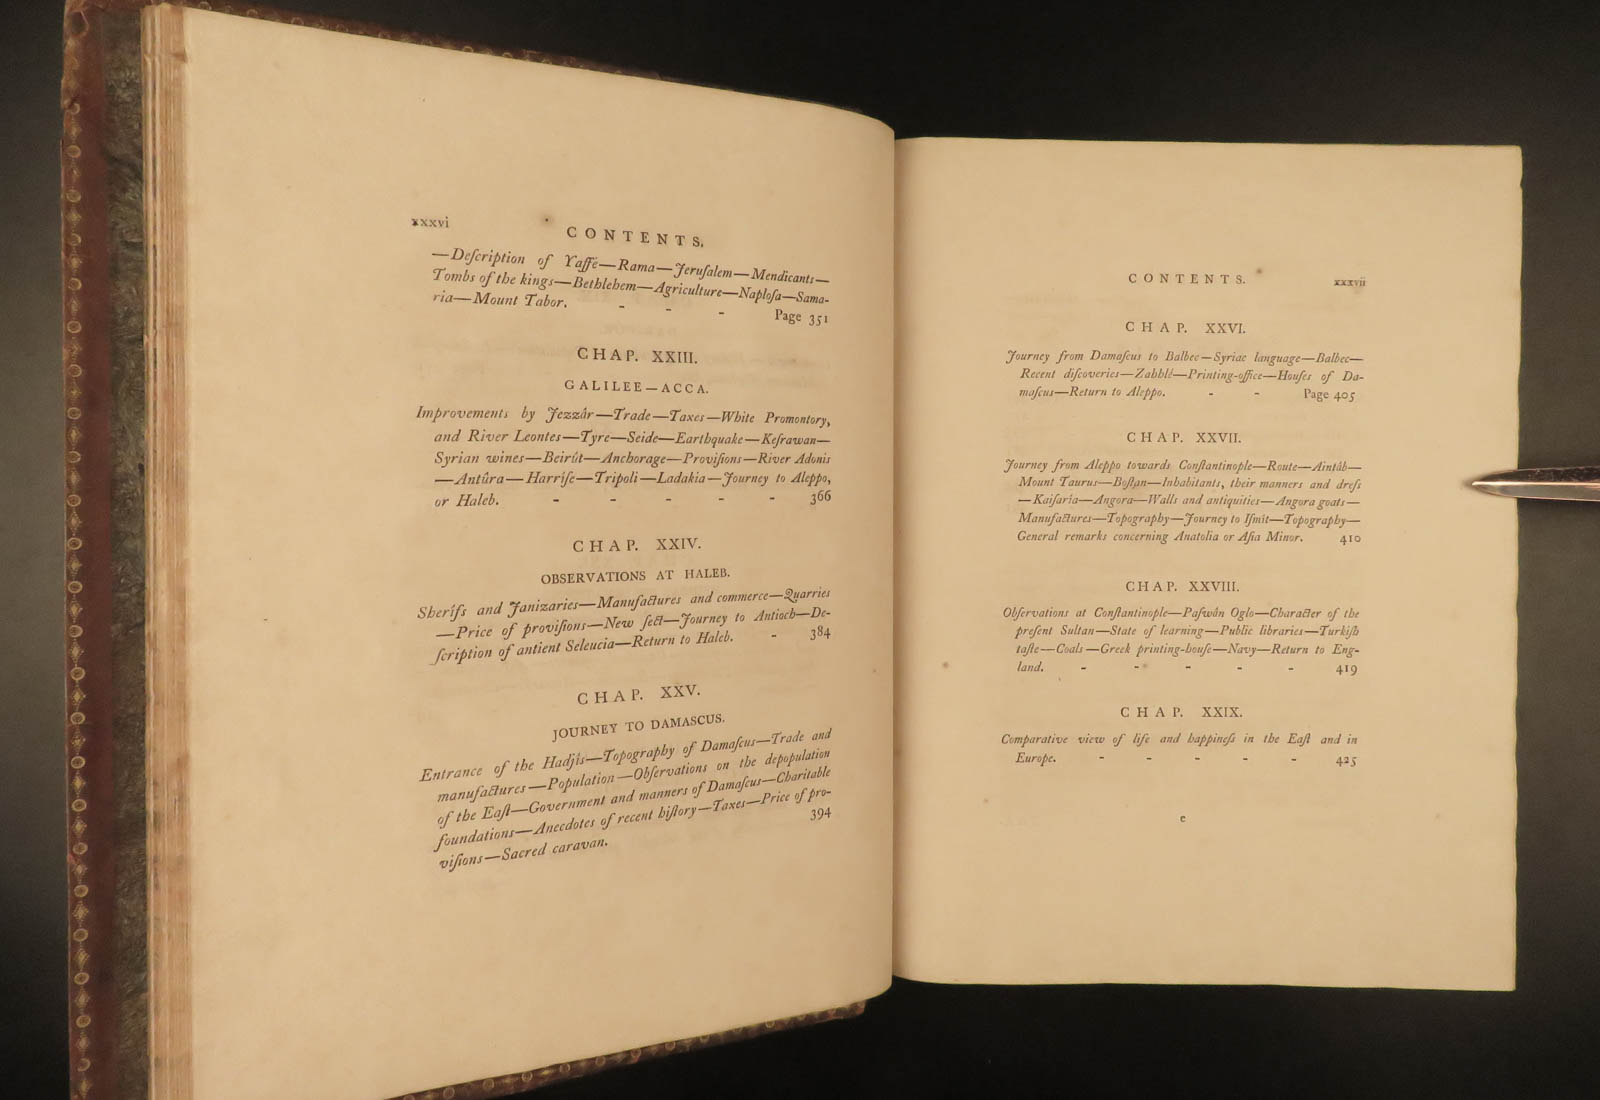 xxxvi
CONTENTS.
—Deſcription of Yaffé—Rama—Jeruſalem—Mendicants—
Tombs of the kings—Bethlehem—Agriculture—Naploſa—Sama-
ria—Mount Tabor. - - - Page 351
CHAP. XXIII.
GALILEE—ACCA.
Improvements by Jezzâr—Trade—Taxes—White Promontory,
and River Leontes—Tyre—Seide—Earthquake—Keſrawan—
Syrian wines—Beirût—Anchorage—Proviſions—River Adonis
—Antûra—Harrîſe—Tripoli—Ladakia—Journey to Aleppo,
or Haleb. - - - - - 366
CHAP. XXIV.
OBSERVATIONS AT HALEB.
Sherîfs and Janizaries—Manufactures and commerce—Quarries
—Price of proviſions—New ſect—Journey to Antioch—De-
ſcription of antient Seleucia—Return to Haleb. - 384
CHAP. XXV.
JOURNEY TO DAMASCUS.
Entrance of the Hadjîs—Topography of Damaſcus—Trade and
manufactures—Population—Obſervations on the depopulation
of the Eaſt—Government and manners of Damaſcus—Charitable
foundations—Anecdotes of recent hiſtory—Taxes—Price of pro-
viſions—Sacred caravan. 394
CONTENTS. xxxvii
CHAP. XXVI.
Journey from Damaſcus to Balbec—Syriac language—Balbec—
Recent diſcoveries—Zahhlé—Printing-office—Houſes of Da-
maſcus—Return to Aleppo. - - Page 405
CHAP. XXVII.
Journey from Aleppo towards Conſtantinople—Route—Aintâb—
Mount Taurus—Boſtan—Inhabitants, their manners and dreſs
—Kaiſaria—Angora—Walls and antiquities—Angora goats—
Manufactures—Topography—Journey to Iſmit—Topography—
General remarks concerning Anatolia or Aſia Minor. 410
CHAP. XXVIII.
Obſervations at Conſtantinople—Paſwân Oglo—Character of the
preſent Sultan—State of learning—Public libraries—Turkiſh
taſte—Coals—Greek printing-houſe—Navy—Return to Eng-
land. - - - - - 419
CHAP. XXIX.
Comparative view of life and happineſs in the Eaſt and in
Europe. - - - - - 425
e